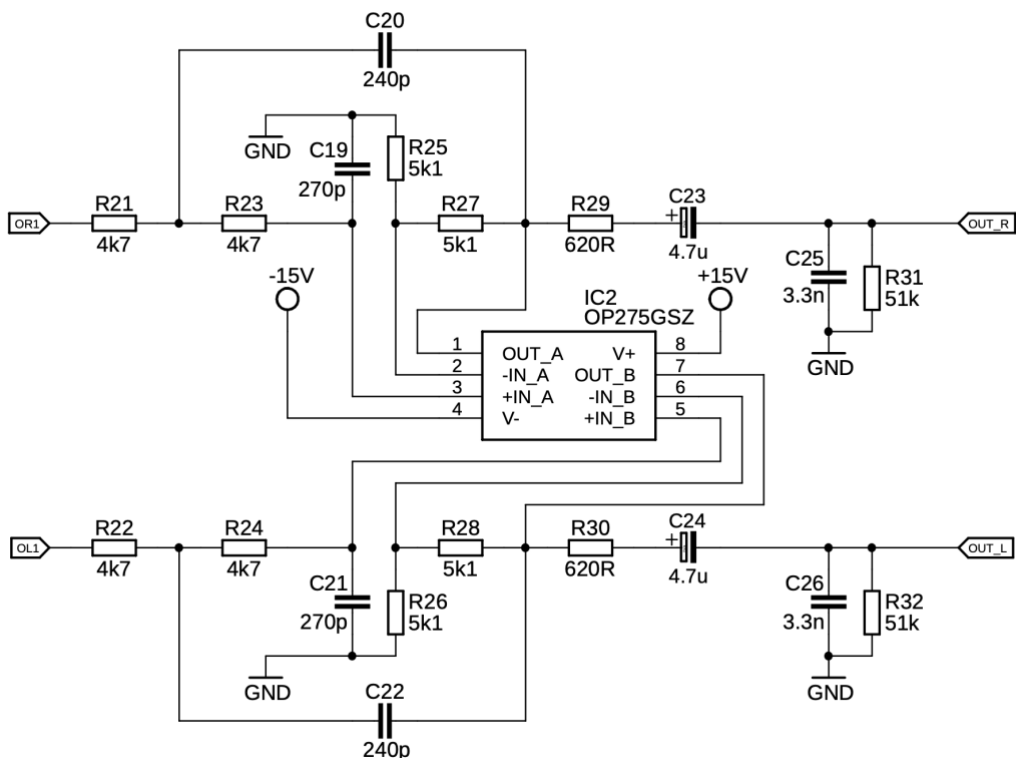 C20
240p
GND
C19
270p
R25
5k1
OR1
R21
4k7
R23
4k7
R27
5k1
R29
620R
C23
+
4.7u
OUT_R
C25
3.3n
R31
51k
GND
-15V
+15V
IC2
OP275GSZ
1 OUT_A V+ 8
2 -IN_A OUT_B 7
3 +IN_A -IN_B 6
4 V- +IN_B 5
OL1
R22
4k7
R24
4k7
R28
5k1
R30
620R
C24
+
4.7u
OUT_L
C21
270p
R26
5k1
C26
3.3n
R32
51k
GND
GND
C22
240p